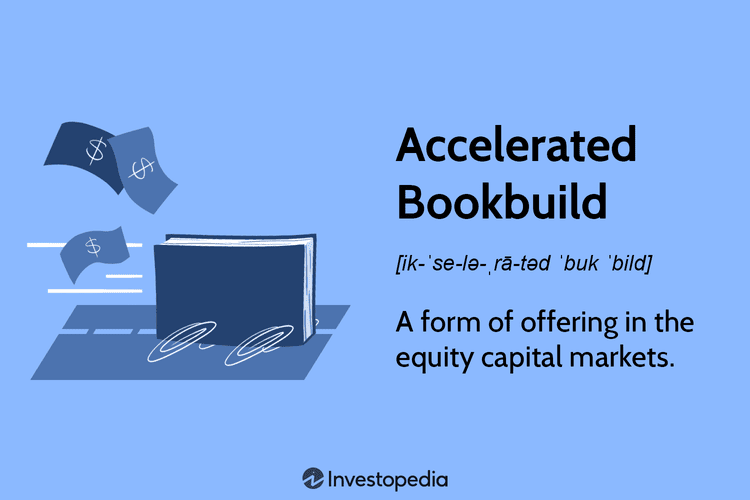 $
$
$
Accelerated
Bookbuild
[ik-ˈse-lə-ˌrā-təd ˈbuk ˈbild]
A form of offering in the
equity capital markets.
Investopedia